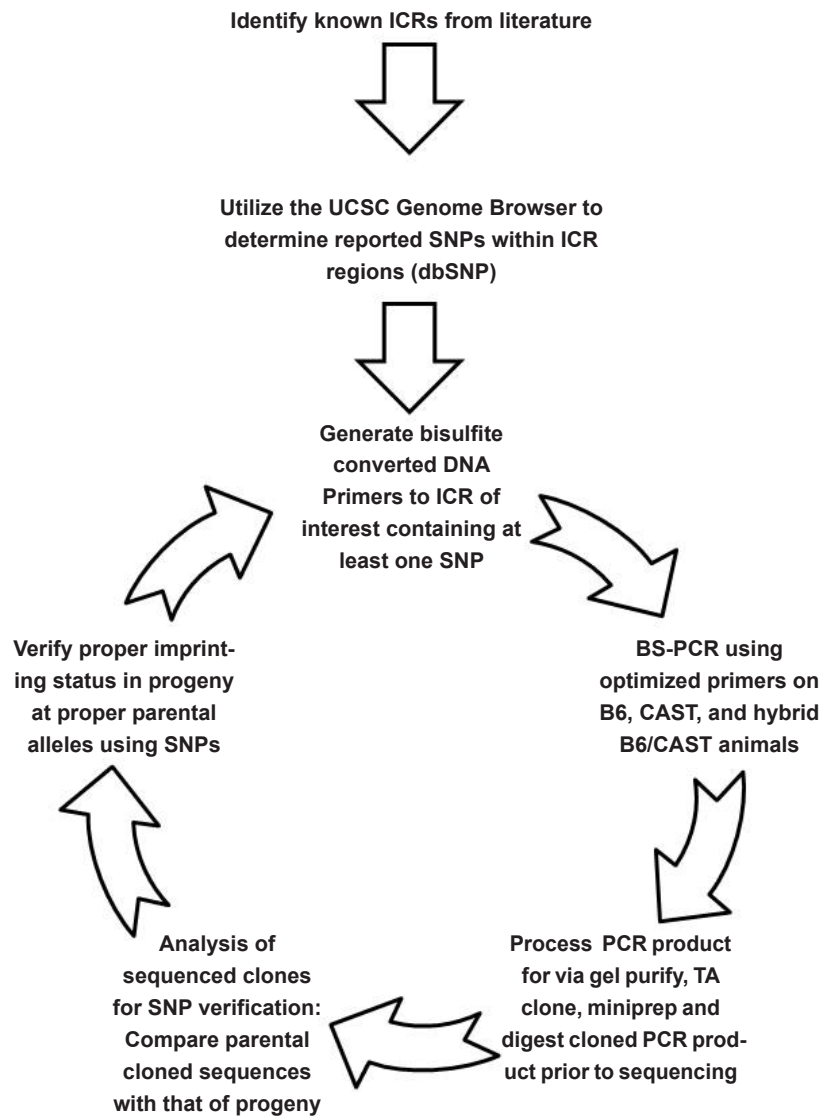 Identify known ICRs from literature
Utilize the UCSC Genome Browser to
determine reported SNPs within ICR
regions (dbSNP)
Generate bisulfite
converted DNA
Primers to ICR of
interest containing at
least one SNP
BS-PCR using
optimized primers on
B6, CAST, and hybrid
B6/CAST animals
Process PCR product
for via gel purify, TA
clone, miniprep and
digest cloned PCR prod-
uct prior to sequencing
Analysis of
sequenced clones
for SNP verification:
Compare parental
cloned sequences
with that of progeny
Verify proper imprint-
ing status in progeny
at proper parental
alleles using SNPs